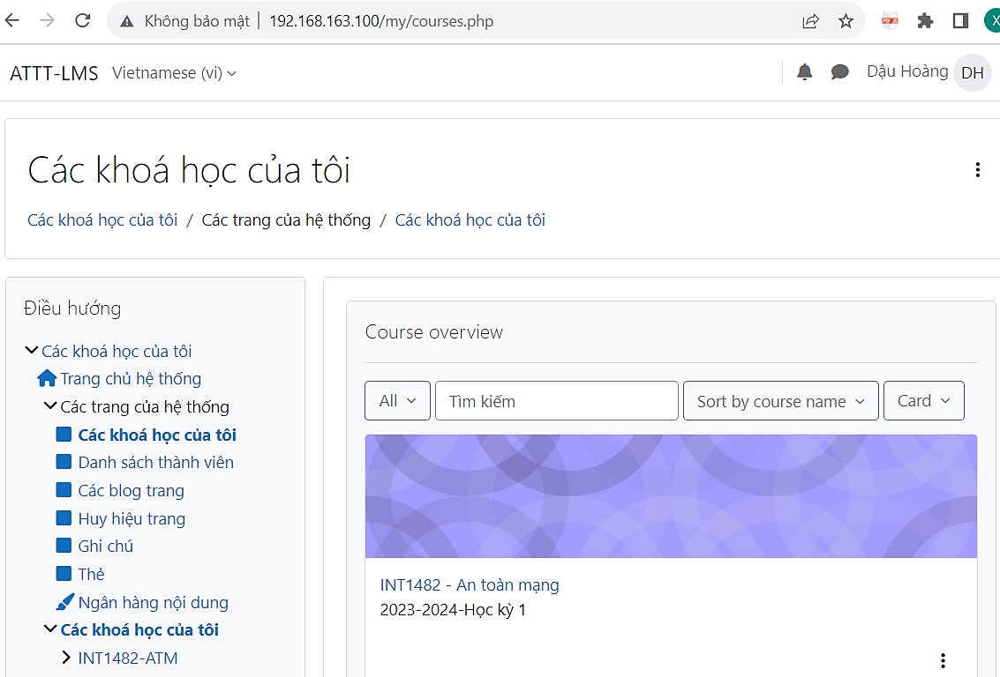 Không bảo mật | 192.168.163.100/my/courses.php
X
ATTT-LMS Vietnamese (vi) Dậu Hoàng DH
Các khoá học của tôi
Các khoá học của tôi / Các trang của hệ thống / Các khoá học của tôi
Điều hướng
Các khoá học của tôi
Trang chủ hệ thống
Các trang của hệ thống
Các khoá học của tôi
Danh sách thành viên
Các blog trang
Huy hiệu trang
Ghi chú
Thẻ
Ngân hàng nội dung
Các khoá học của tôi
INT1482-ATM
Course overview
All Tìm kiếm Sort by course name Card
INT1482 - An toàn mạng
2023-2024-Học kỳ 1